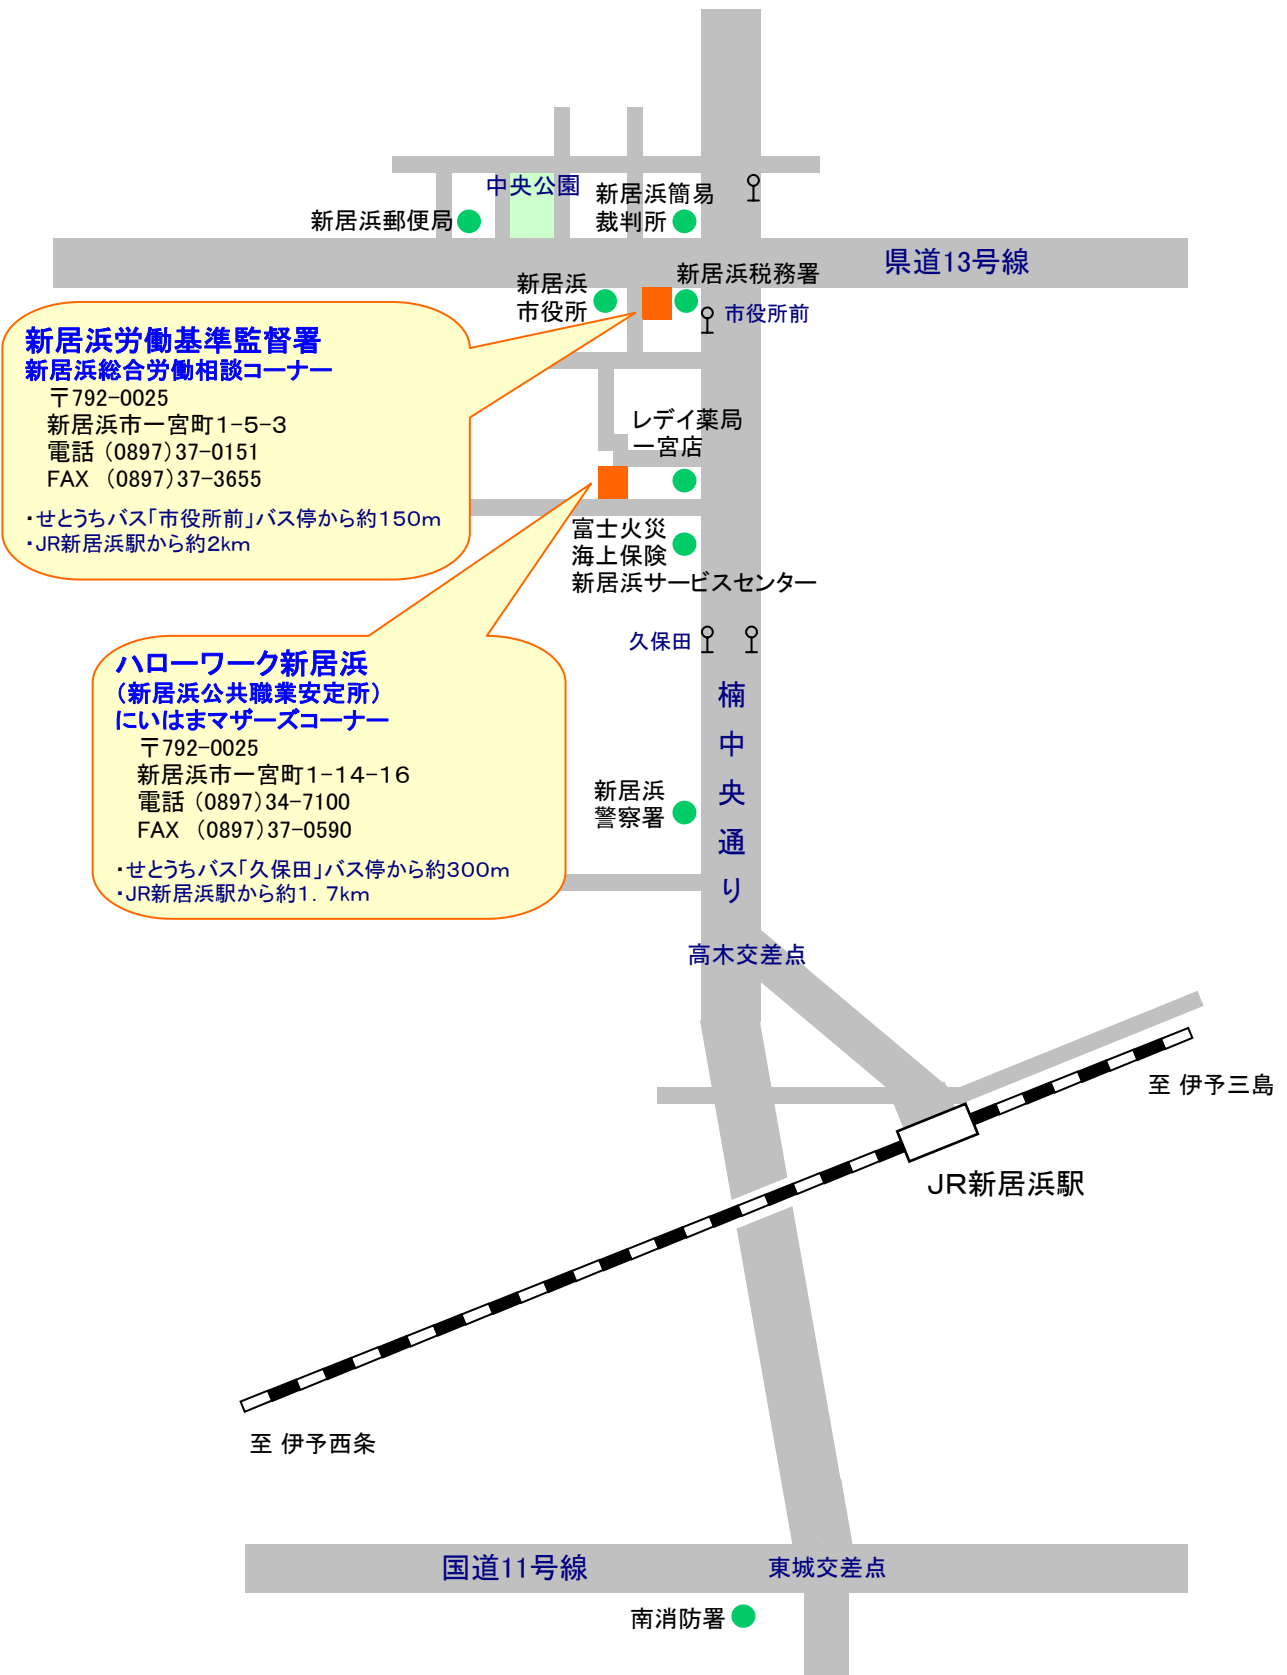 中央公園
新居浜簡易
裁判所
新居浜郵便局
県道13号線
新居浜税務署
新居浜
市役所
市役所前
新居浜労働基準監督署
新居浜総合労働相談コーナー
〒792-0025
新居浜市一宮町1-5-3
電話 (0897)37-0151
FAX (0897)37-3655
・せとうちバス「市役所前」バス停から約150m
・JR新居浜駅から約2km
レデイ薬局
一宮店
富士火災
海上保険
新居浜サービスセンター
久保田
ハローワーク新居浜
(新居浜公共職業安定所)
にいはまマザーズコーナー
〒792-0025
新居浜市一宮町1-14-16
電話 (0897)34-7100
FAX (0897)37-0590
・せとうちバス「久保田」バス停から約300m
・JR新居浜駅から約1.7km
楠中央通り
新居浜
警察署
高木交差点
至 伊予三島
JR新居浜駅
至 伊予西条
国道11号線
東城交差点
南消防署